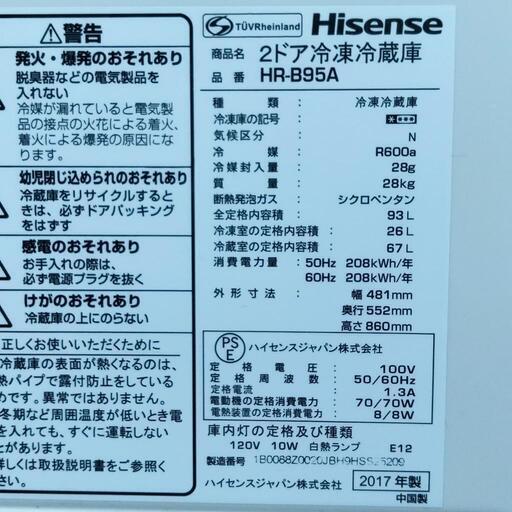 警告
発火・爆発のおそれあり
脱臭器などの電気製品を
入れない
冷媒が漏れていると電気製
品の接点の火花による着火、
着火による爆発の原因にな
ります。
幼児閉じ込められのおそれあり
冷蔵庫をリサイクルすると
きは、必ずドアパッキング
をはずす
感電のおそれあり
お手入れの際は、
必ず電源プラグを抜く
けがのおそれあり
冷蔵庫の上にのらない
正しくお使いいただくために
冷蔵庫の表面が熱くなるのは、
熱パイプで露付防止をしている
めです。異常ではありません。
冬期など周囲温度が低いとき電
を入れても、すぐに運転しない
とがあります。
しくは取扱説明書をご参照くだ
さい。
TÜVRheinland
Hisense
商品名 2ドア冷凍冷蔵庫
品番 HR-B95A
種類 冷凍冷蔵庫
冷凍庫の記号
気候区分 N
冷媒 R600a
冷媒封入量 28g
質量 28kg
断熱発泡ガス シクロペンタン
全定格内容積 93L
冷凍室の定格内容積 26L
冷蔵室の定格内容積 67L
消費電力量 50Hz 208kWh/年
60Hz 208kWh/年
外形寸法 幅 481mm
奥行 552mm
高さ 860mm
PS
E
ハイセンスジャパン株式会社
定格電圧 100V
定格周波数 50/60Hz
定格電流 1.3A
電動機の定格消費電力 70/70W
電熱装置の定格消費電力 8/8W
庫内灯の定格及び種類
120V 10W 白熱ランプ E12
製造番号
ハイセンスジャパン株式会社
2017年製
中国製